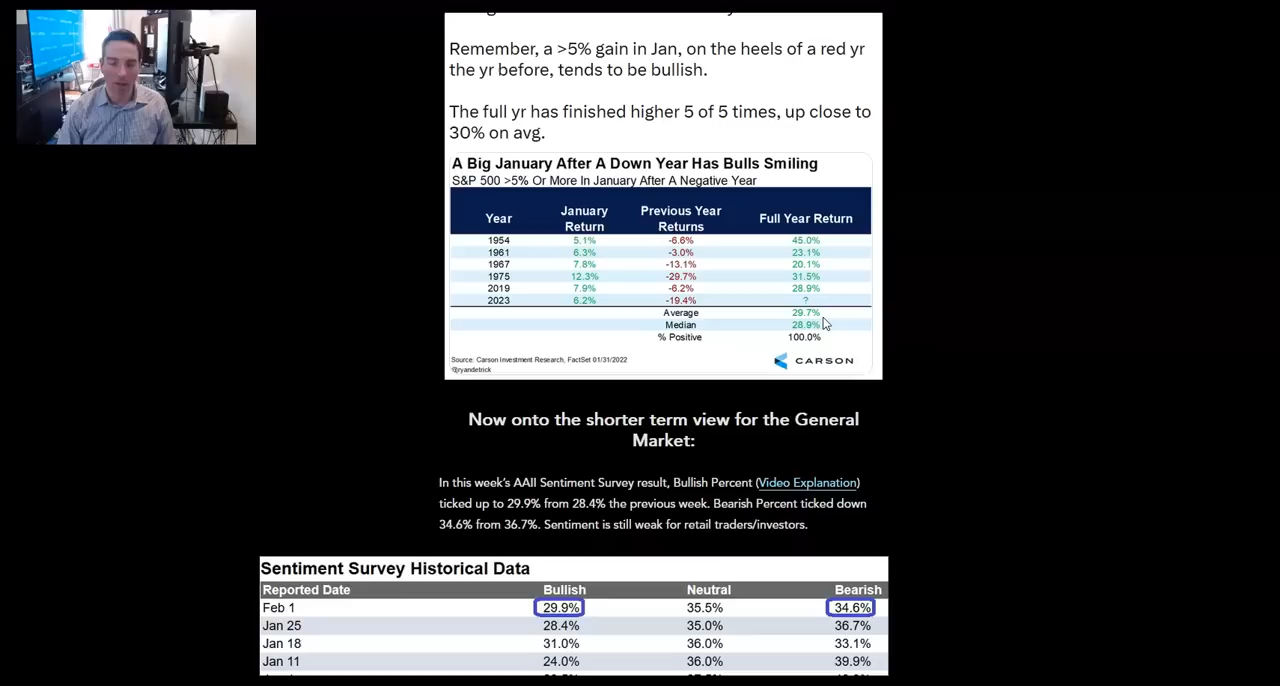 Remember, a >5% gain in Jan, on the heels of a red yr
the yr before, tends to be bullish.
The full yr has finished higher 5 of 5 times, up close to
30% on avg.
A Big January After A Down Year Has Bulls Smiling
S&P 500 >5% Or More In January After A Negative Year
Year January Return Previous Year Returns Full Year Return
1954 5.1% -6.6% 45.0%
1961 6.3% -3.0% 23.1%
1967 7.8% -13.1% 20.1%
1975 12.3% -29.7% 31.5%
2019 7.9% -6.2% 28.9%
2023 6.2% -19.4% ?
Average 29.7%
Median 28.9%
% Positive 100.0%
Source: Carson Investment Research, FactSet 01/31/2022
@ryandetrick
CARSON
Now onto the shorter term view for the General
Market:
In this week's AAII Sentiment Survey result, Bullish Percent (Video Explanation)
ticked up to 29.9% from 28.4% the previous week. Bearish Percent ticked down
34.6% from 36.7%. Sentiment is still weak for retail traders/investors.
Sentiment Survey Historical Data
Reported Date Bullish Neutral Bearish
Feb 1 29.9% 35.5% 34.6%
Jan 25 28.4% 35.0% 36.7%
Jan 18 31.0% 36.0% 33.1%
Jan 11 24.0% 36.0% 39.9%